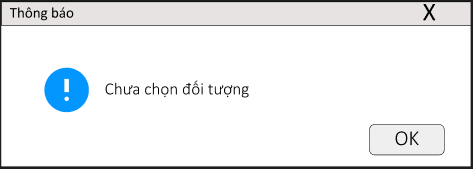 Thông báo X
Chưa chọn đối tượng
OK